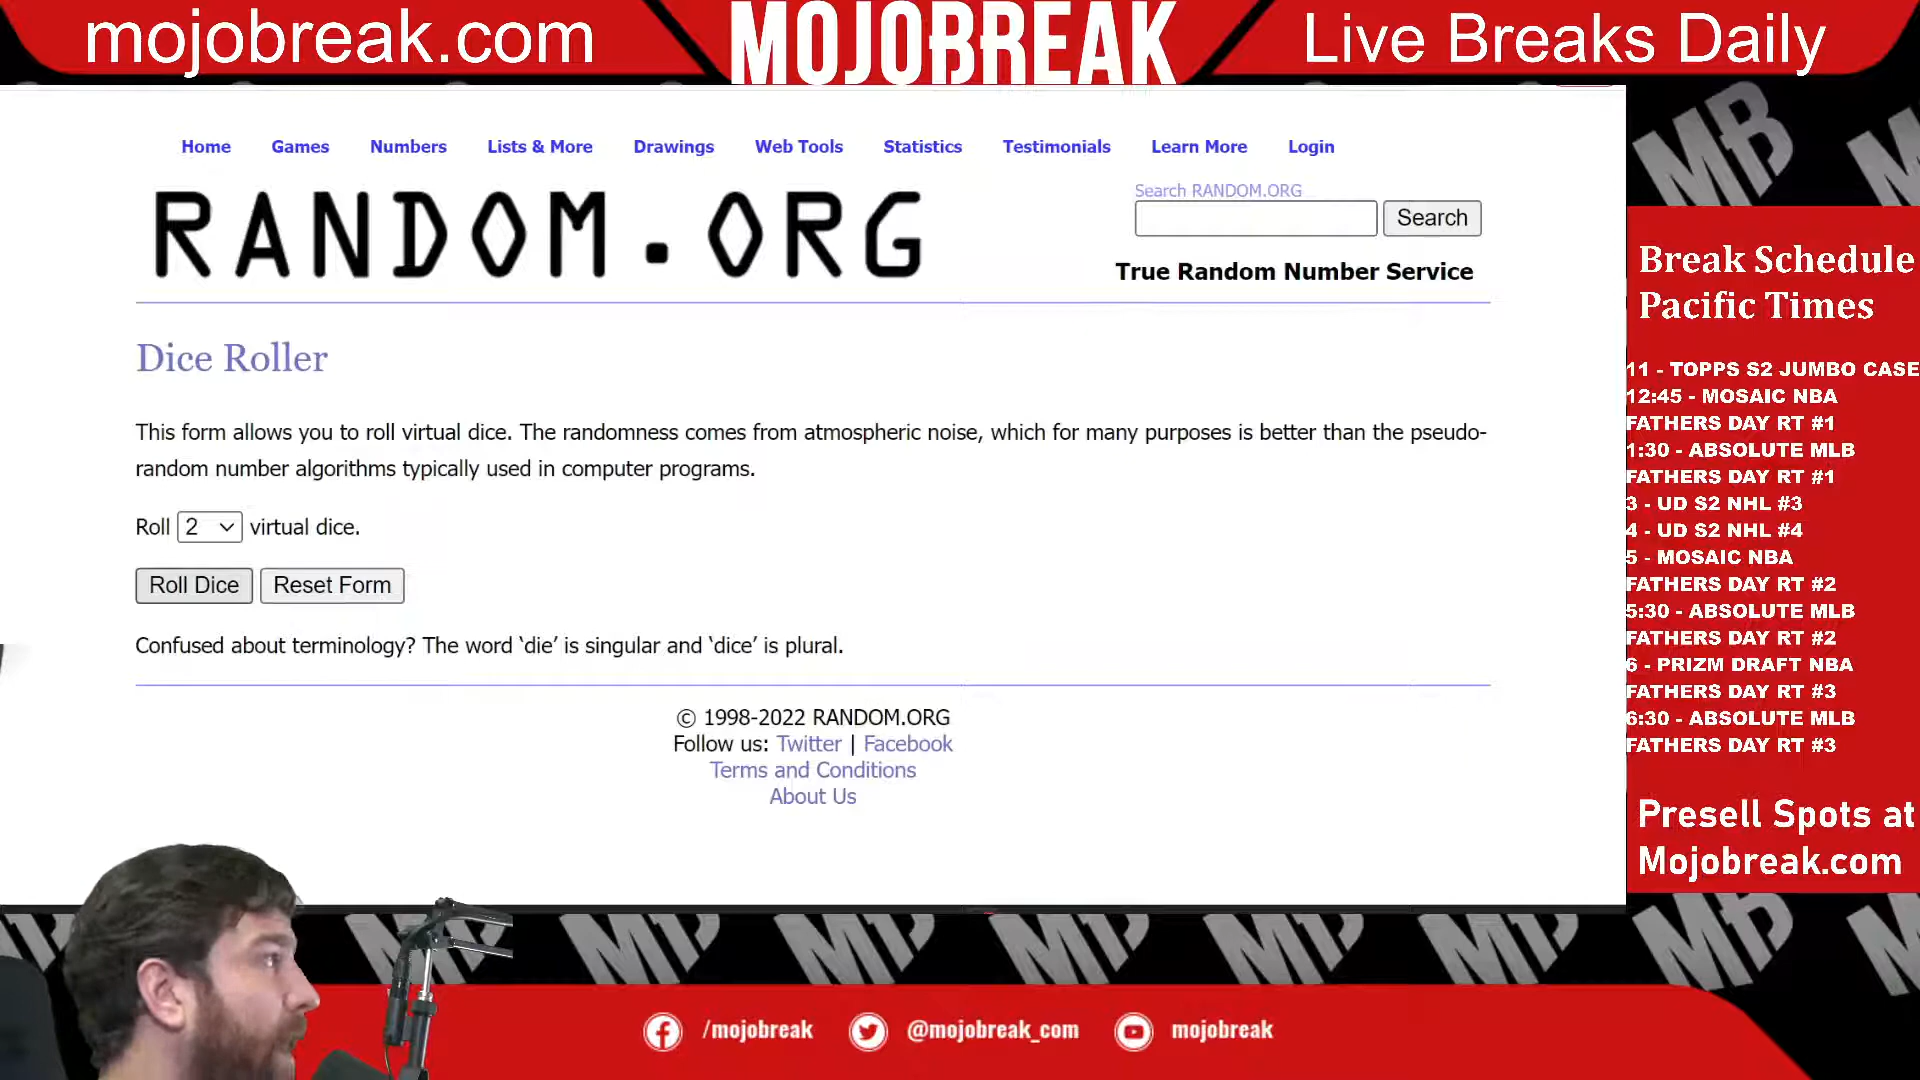 mojobreak.com
MOJOBREAK
Live Breaks Daily
Home Games Numbers Lists & More Drawings Web Tools Statistics Testimonials Learn More Login
RANDOM.ORG
Search RANDOM.ORG
Search
True Random Number Service
Dice Roller
This form allows you to roll virtual dice. The randomness comes from atmospheric noise, which for many purposes is better than the pseudo-
random number algorithms typically used in computer programs.
Roll 2 virtual dice.
Roll Dice Reset Form
Confused about terminology? The word ‘die’ is singular and ‘dice’ is plural.
© 1998-2022 RANDOM.ORG
Follow us: Twitter | Facebook
Terms and Conditions
About Us
MB
Break Schedule
Pacific Times
11 - TOPPS S2 JUMBO CASE
12:45 - MOSAIC NBA
FATHERS DAY RT #1
1:30 - ABSOLUTE MLB
FATHERS DAY RT #1
3 - UD S2 NHL #3
4 - UD S2 NHL #4
5 - MOSAIC NBA
FATHERS DAY RT #2
5:30 - ABSOLUTE MLB
FATHERS DAY RT #2
6 - PRIZM DRAFT NBA
FATHERS DAY RT #3
6:30 - ABSOLUTE MLB
FATHERS DAY RT #3
Presell Spots at
Mojobreak.com
/mojobreak @mojobreak_com mojobreak